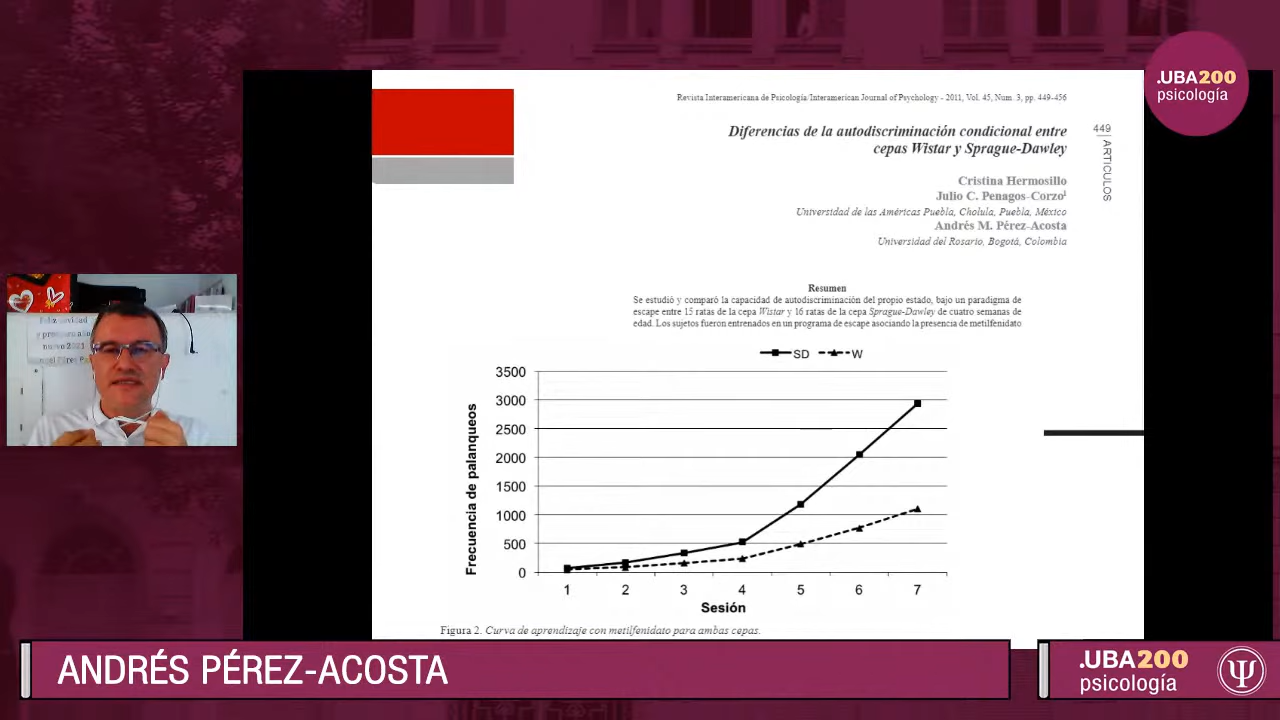 .UBA200
psicología
Revista Interamericana de Psicología/Interamerican Journal of Psychology - 2011, Vol. 45, Num. 3, pp. 449-456
Diferencias de la autodiscriminación condicional entre
cepas Wistar y Sprague-Dawley
449
ARTICULOS
Cristina Hermosillo
Julio C. Penagos-Corzo¹
Universidad de las Américas Puebla, Cholula, Puebla, México
Andrés M. Pérez-Acosta
Universidad del Rosario, Bogotá, Colombia
Resumen
Se estudió y comparó la capacidad de autodiscriminación del propio estado, bajo un paradigma de
escape entre 15 ratas de la cepa Wistar y 16 ratas de la cepa Sprague-Dawley de cuatro semanas de
edad. Los sujetos fueron entrenados en un programa de escape asociando la presencia de metilfenidato
SD W
Frecuencia de palanqueos
3500
3000
2500
2000
1500
1000
500
0
1 2 3 4 5 6 7
Sesión
Figura 2. Curva de aprendizaje con metilfenidato para ambas cepas.
ANDRÉS PÉREZ-ACOSTA
.UBA200
psicología